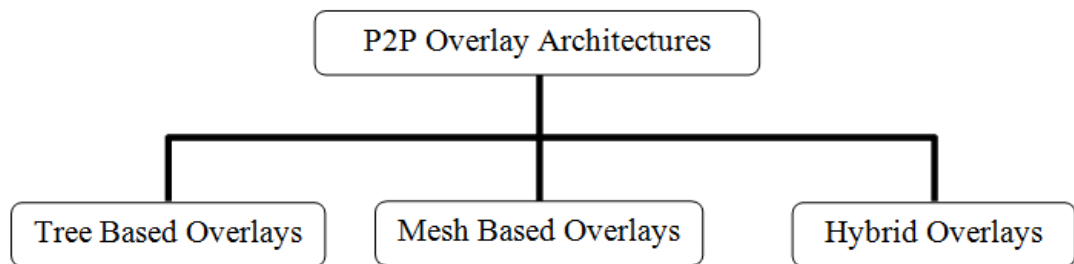 P2P Overlay Architectures
Tree Based Overlays
Mesh Based Overlays
Hybrid Overlays